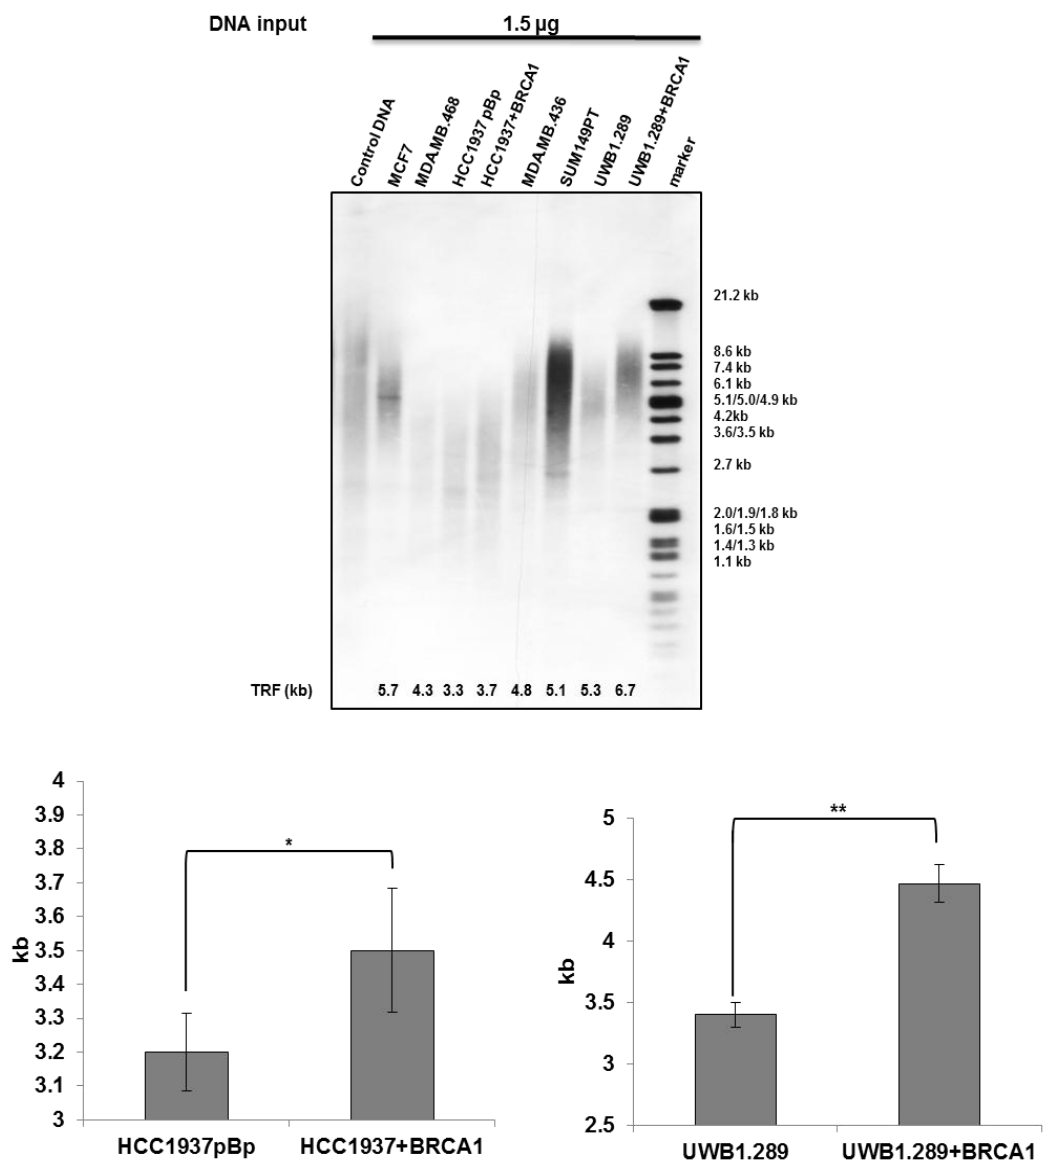 DNA input 1.5 µg
Control DNA
MCF7
MDA.MB.468
HCC1937 pBp
HCC1937+BRCA1
MDA.MB.436
SUM149PT
UWB1.289
UWB1.289+BRCA1
marker
21.2 kb
8.6 kb
7.4 kb
6.1 kb
5.1/5.0/4.9 kb
4.2kb
3.6/3.5 kb
2.7 kb
2.0/1.9/1.8 kb
1.6/1.5 kb
1.4/1.3 kb
1.1 kb
TRF (kb) 5.7 4.3 3.3 3.7 4.8 5.1 5.3 6.7
4
3.9
3.8
3.7
3.6
3.5
3.4
3.3
3.2
3.1
3
kb
*
HCC1937pBp HCC1937+BRCA1
5
4.5
4
3.5
3
2.5
kb
**
UWB1.289 UWB1.289+BRCA1